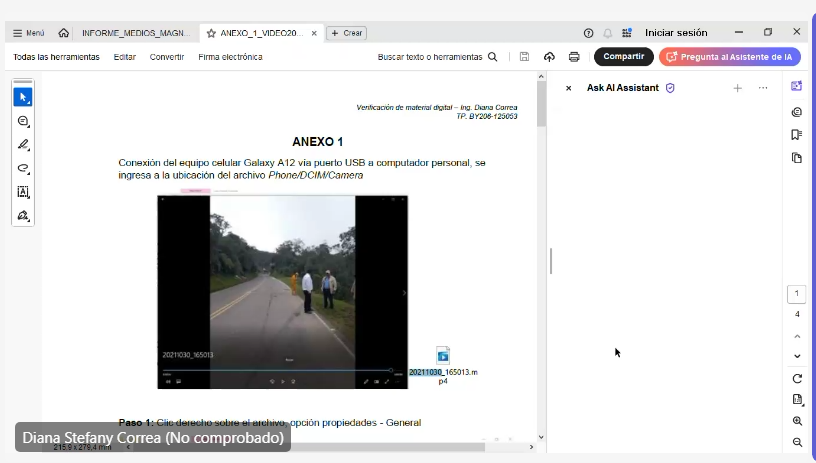 Menú
INFORME_MEDIOS_MAGN...
ANEXO_1_VIDEO20...
Crear
Iniciar sesión
Todas las herramientas
Editar
Convertir
Firma electrónica
Buscar texto o herramientas
Compartir
Pregunta al Asistente de IA
Ask AI Assistant
Verificación de material digital – Ing. Diana Correa
TP. BY206-125053
ANEXO 1
Conexión del equipo celular Galaxy A12 vía puerto USB a computador personal, se
ingresa a la ubicación del archivo Phone/DCIM/Camera
20211030_165013
20211030_165013.m
p4
1
4
Paso 1: Clic derecho sobre el archivo, opción propiedades - General
Diana Stefany Correa (No comprobado)
215,9 x 279,4 mm